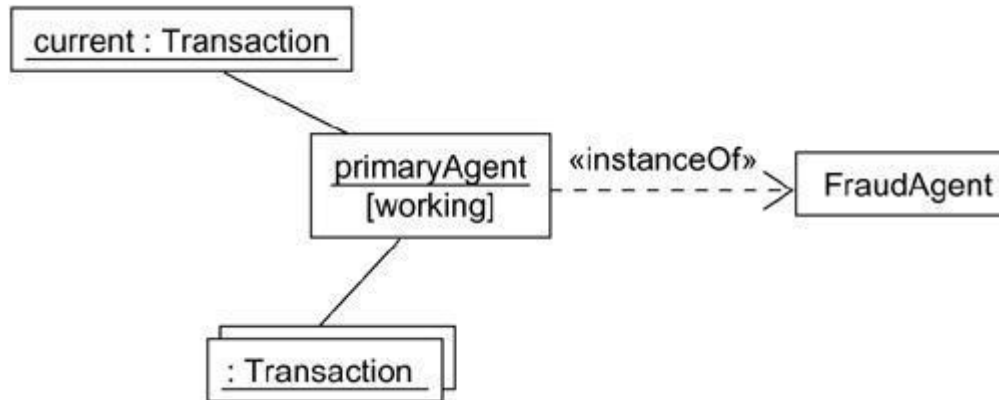 current : Transaction
primaryAgent
[working]
«instanceOf»
FraudAgent
: Transaction